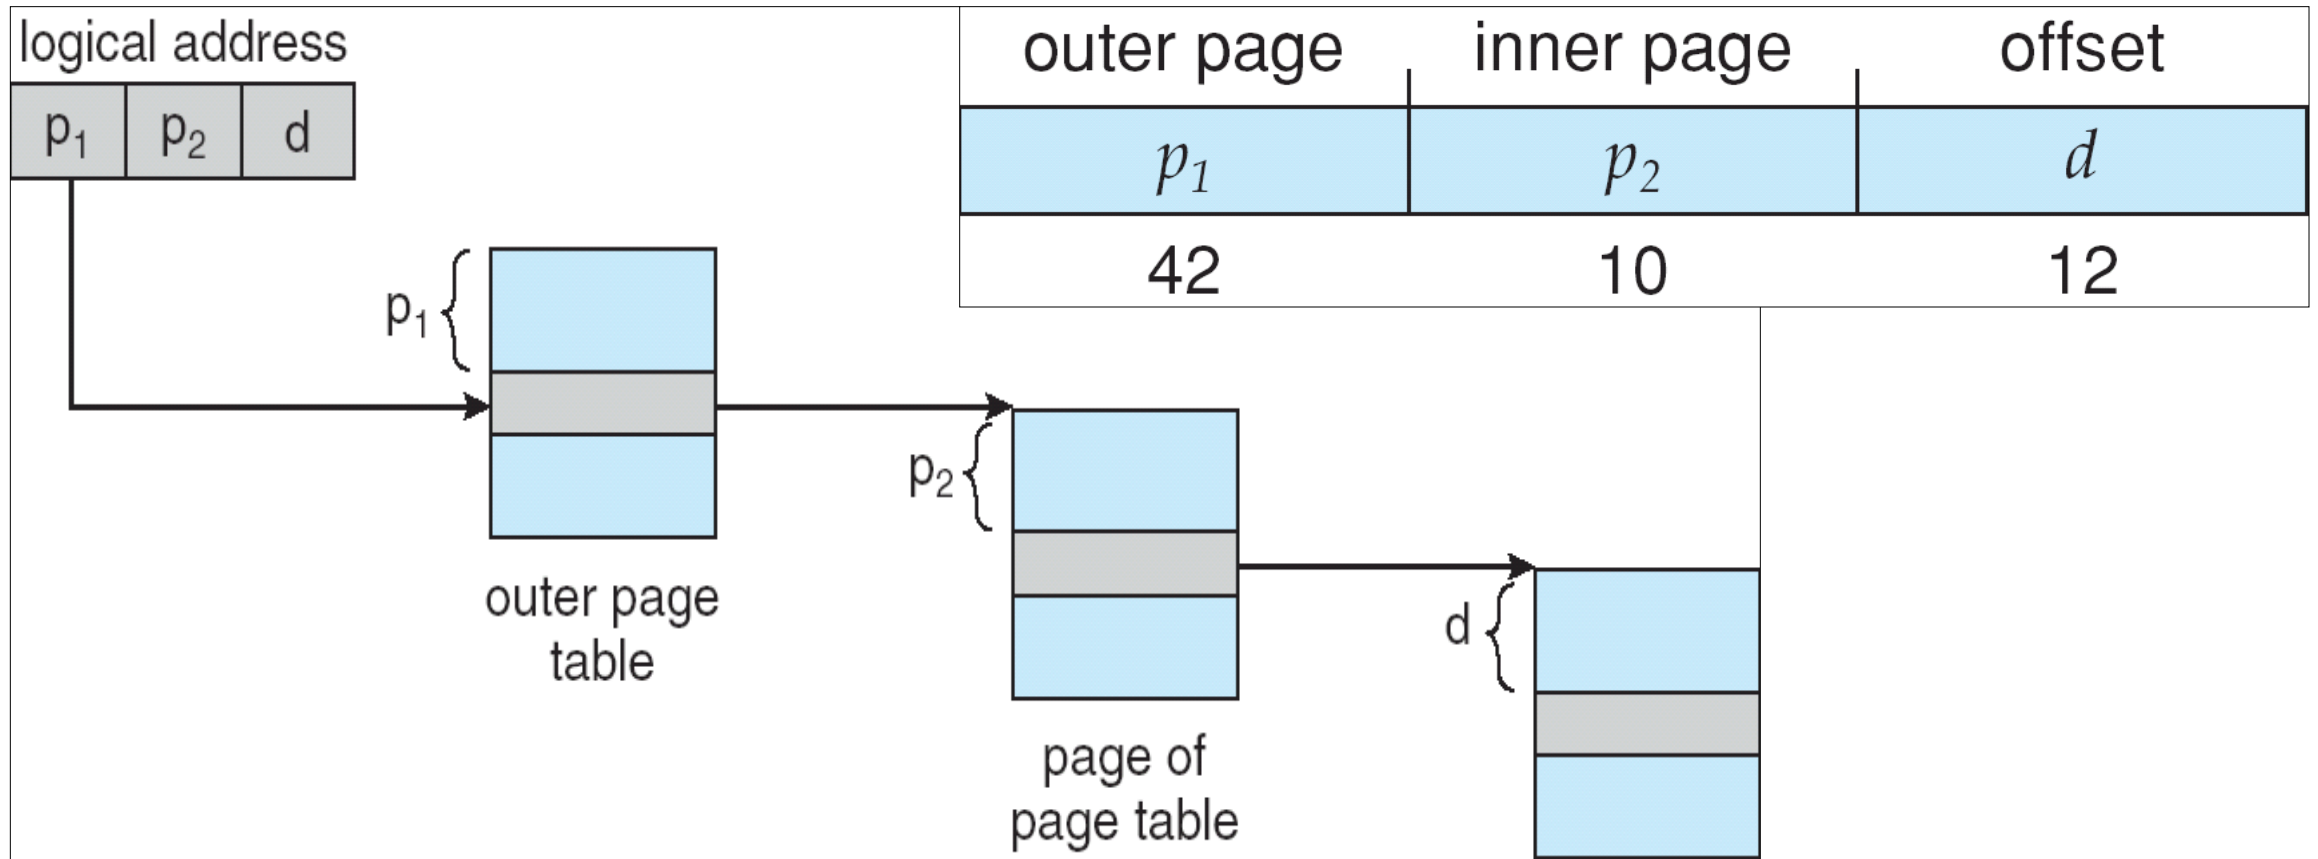 logical address
p₁ p₂ d
outer page inner page offset
p₁ p₂ d
42 10 12
p₁
outer page
table
p₂
page of
page table
d